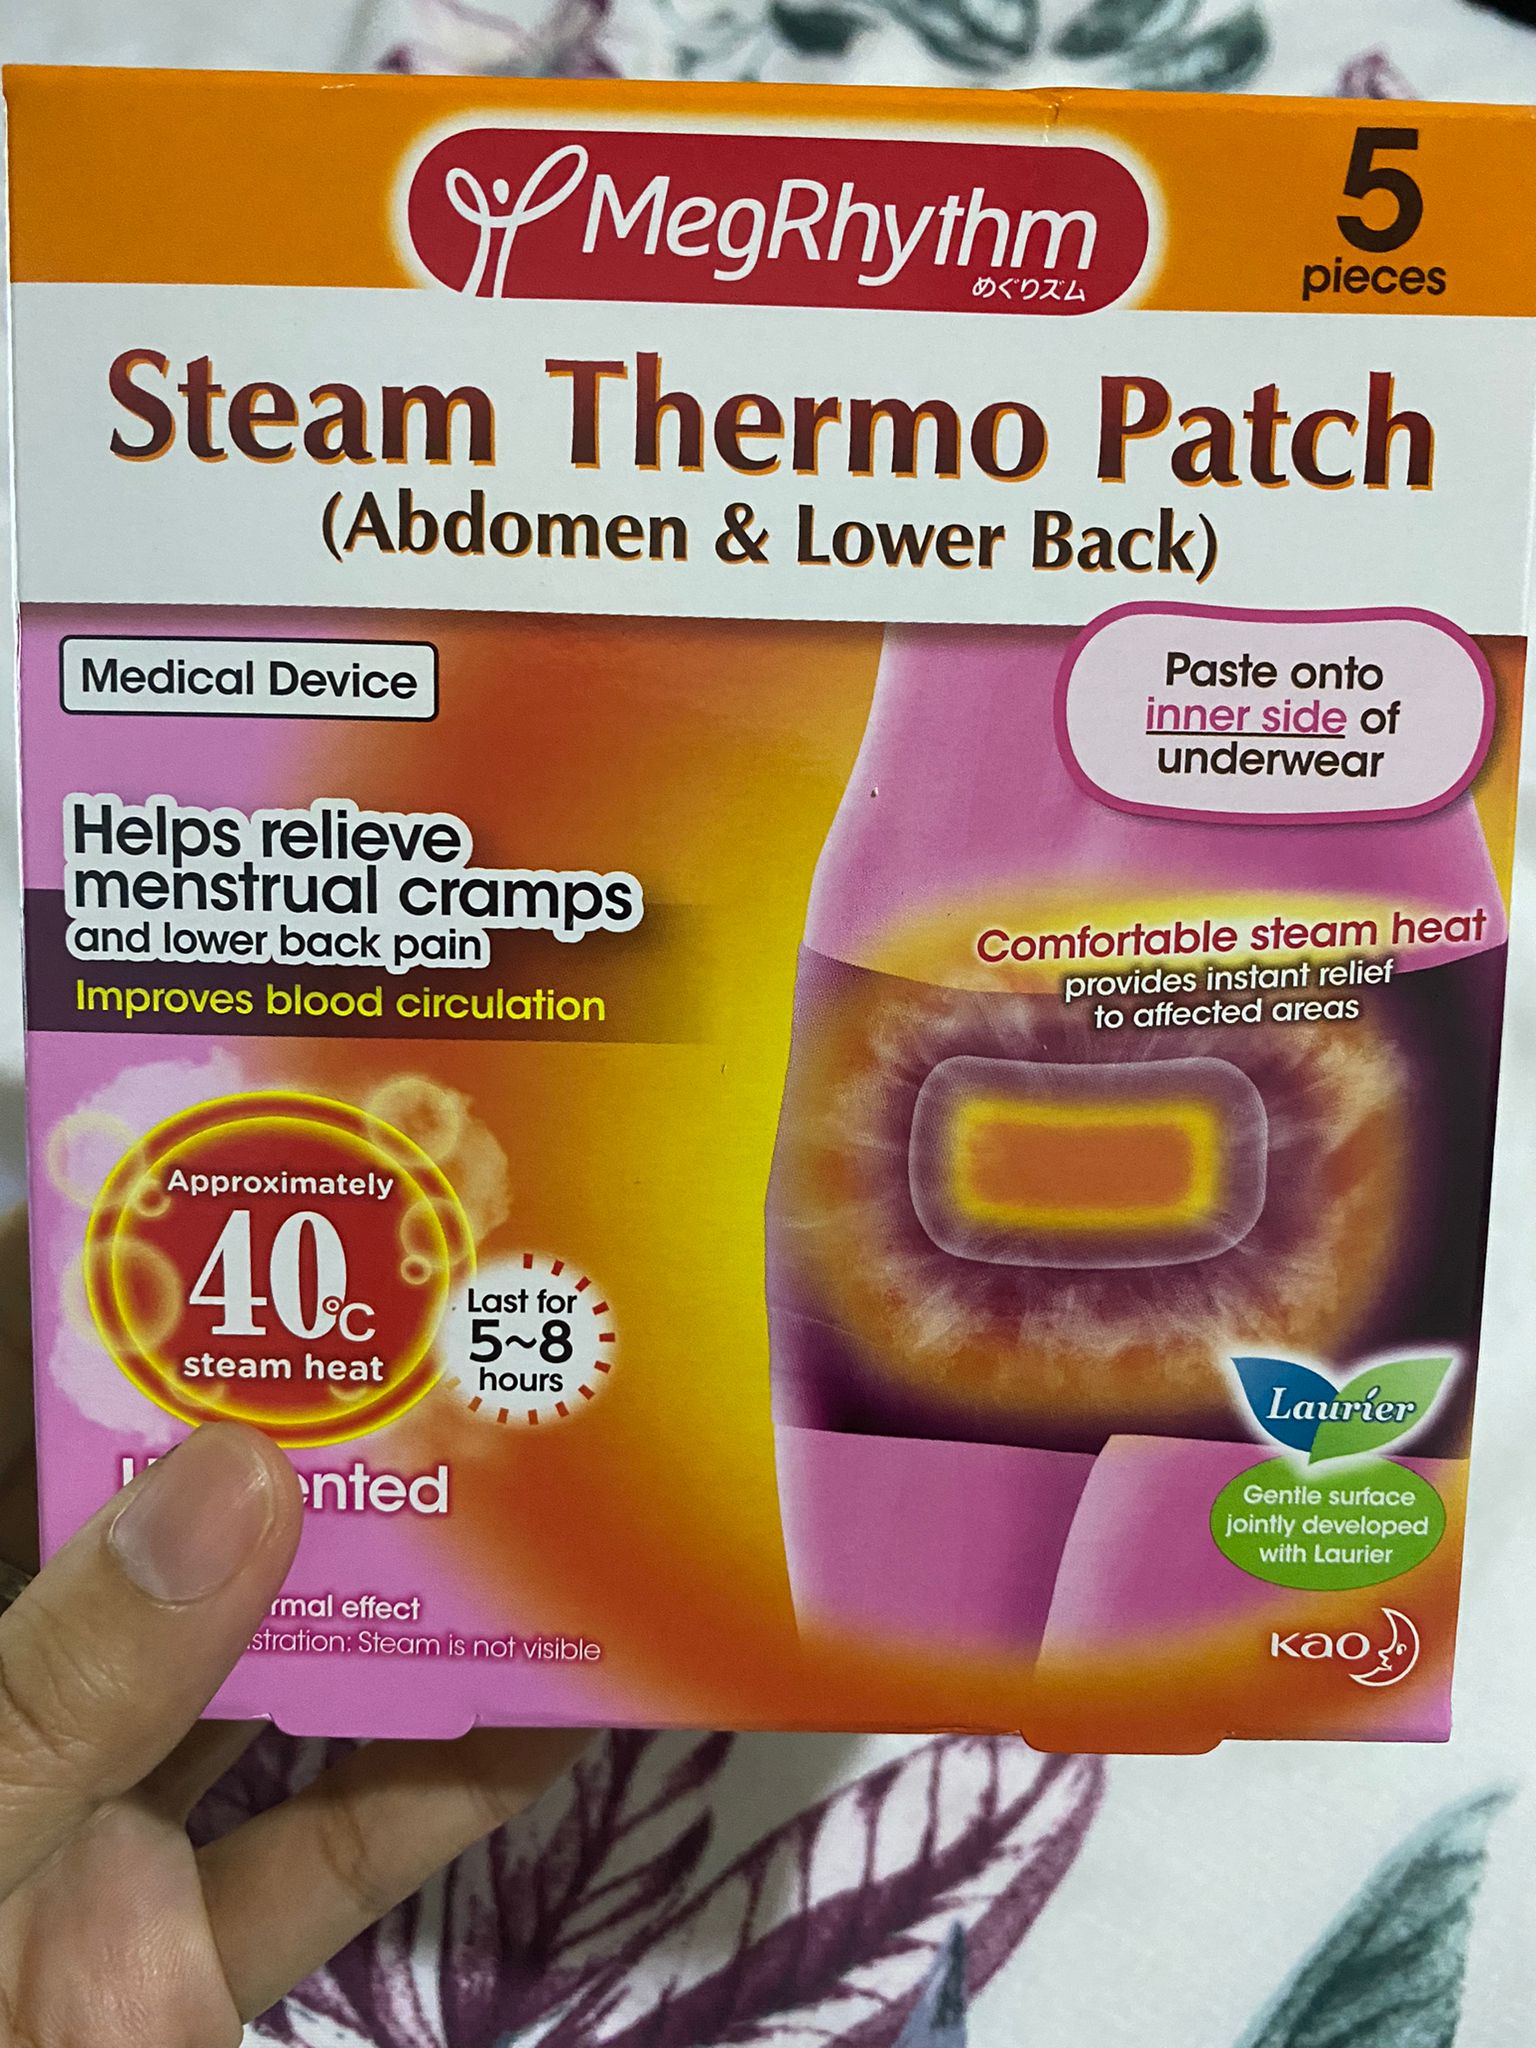 MegRhythm
めぐりズム
5
pieces
Steam Thermo Patch
(Abdomen & Lower Back)
Medical Device
Paste onto
inner side of
underwear
Helps relieve
menstrual cramps
and lower back pain
Improves blood circulation
Comfortable steam heat
provides instant relief
to affected areas
Approximately
40°C
steam heat
Last for
5~8
hours
Laurier
Gentle surface
jointly developed
with Laurier
effect
Steam is not visible
Kao